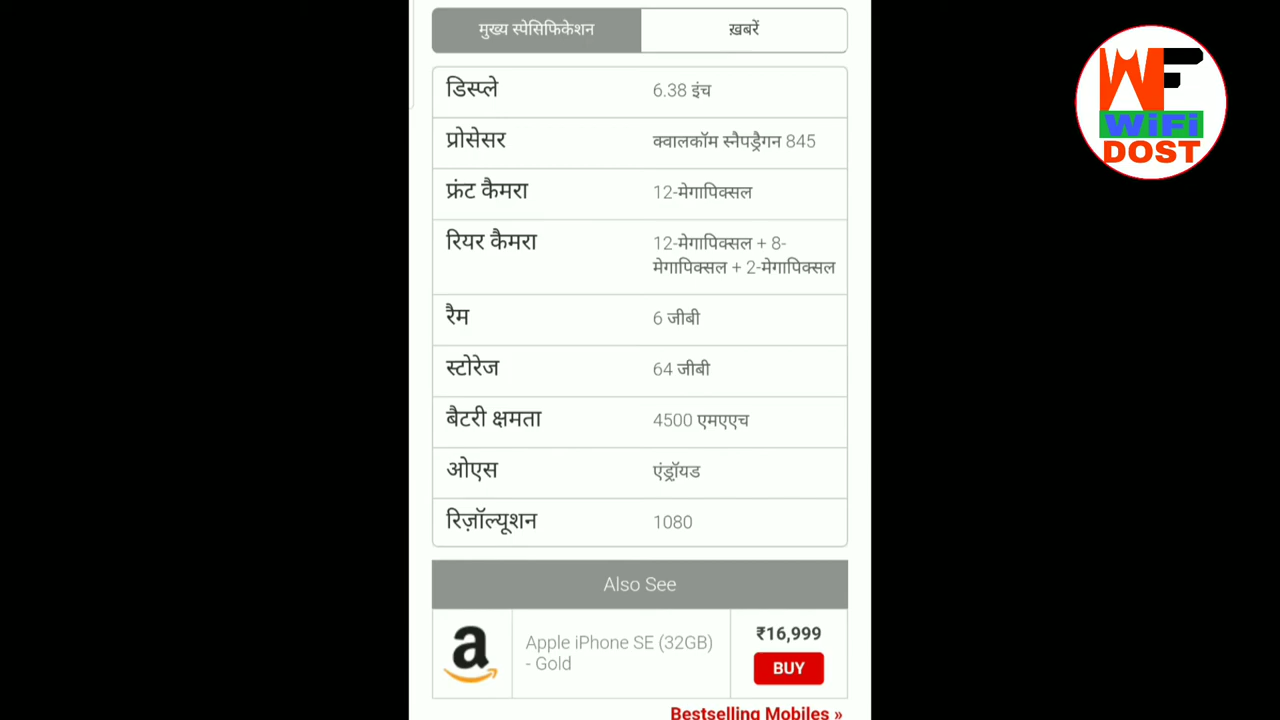 मुख्य स्पेसिफिकेशन ख़बरें
डिस्प्ले 6.38 इंच
प्रोसेसर क्वालकॉम स्नैपड्रैगन 845
फ्रंट कैमरा 12-मेगापिक्सल
रियर कैमरा 12-मेगापिक्सल + 8-
मेगापिक्सल + 2-मेगापिक्सल
रैम 6 जीबी
स्टोरेज 64 जीबी
बैटरी क्षमता 4500 एमएएच
ओएस एंड्रॉयड
रिज़ॉल्यूशन 1080
Also See
Apple iPhone SE (32GB)
- Gold
₹16,999
BUY
Bestselling Mobiles »
WF
WiFi
DOST